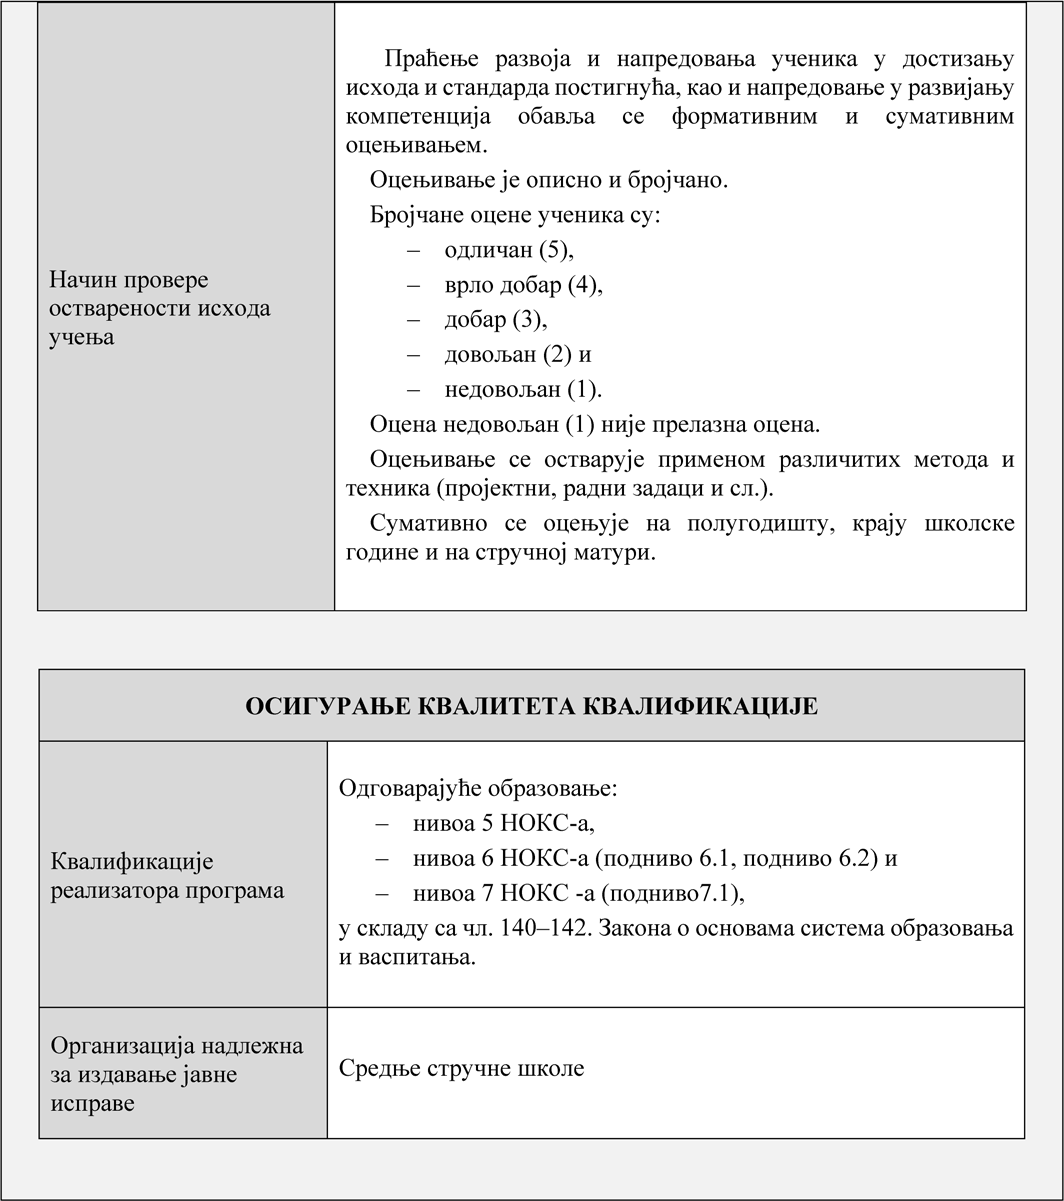 Начин провере
остварености исхода
учења
Праћење развоја и напредовања ученика у достизању
исхода и стандарда постигнућа, као и напредовање у развијању
компетенција обавља се формативним и сумативним
оцењивањем.
Оцењивање је описно и бројчано.
Бројчане оцене ученика су:
– одличан (5),
– врло добар (4),
– добар (3),
– довољан (2) и
– недовољан (1).
Оцена недовољан (1) није прелазна оцена.
Оцењивање се остварује применом различитих метода и
техника (пројектни, радни задаци и сл.).
Сумативно се оцењује на полугодишту, крају школске
године и на стручној матури.
ОСИГУРАЊЕ КВАЛИТЕТА КВАЛИФИКАЦИЈЕ
Квалификације
реализатора програма
Одговарајуће образовање:
– нивоа 5 НОКС-а,
– нивоа 6 НОКС-а (подниво 6.1, подниво 6.2) и
– нивоа 7 НОКС -а (подниво7.1),
у складу са чл. 140–142. Закона о основама система образовања
и васпитања.
Организација надлежна
за издавање јавне
исправе
Средње стручне школе